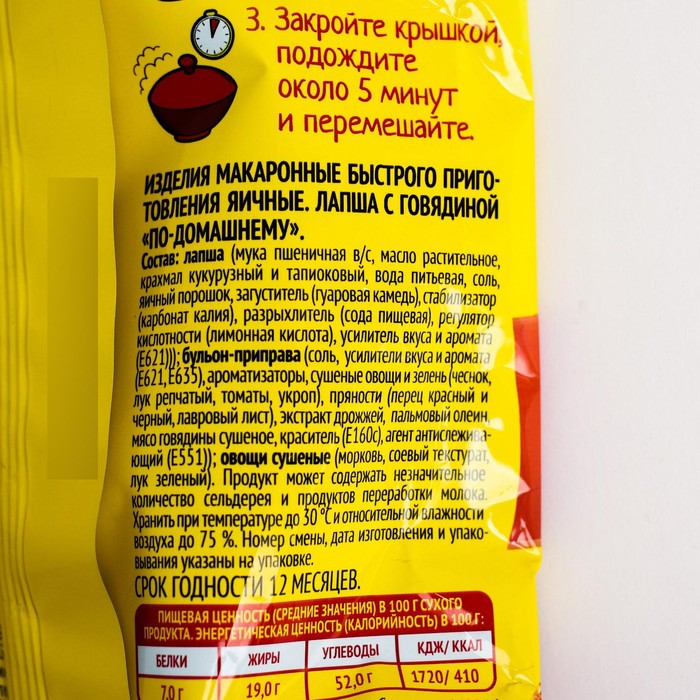 3. Закройте крышкой,
подождите
около 5 минут
и перемешайте.
ИЗДЕЛИЯ МАКАРОННЫЕ БЫСТРОГО ПРИГО-
ТОВЛЕНИЯ ЯИЧНЫЕ. ЛАПША С ГОВЯДИНОЙ
«ПО-ДОМАШНЕМУ».
Состав: лапша (мука пшеничная в/с, масло растительное,
крахмал кукурузный и тапиоковый, вода питьевая, соль,
яичный порошок, загуститель (гуаровая камедь), стабилизатор
(карбонат калия), разрыхлитель (сода пищевая), регулятор
кислотности (лимонная кислота), усилитель вкуса и аромата
(Е621))); бульон-приправа (соль, усилители вкуса и аромата
(Е621, Е635), ароматизаторы, сушеные овощи и зелень (чеснок,
лук репчатый, томаты, укроп), пряности (перец красный и
черный, лавровый лист), экстракт дрожжей, пальмовый олеин,
мясо говядины сушеное, краситель (Е160с), агент антислежива-
ющий (Е551)); овощи сушеные (морковь, соевый текстурат,
лук зеленый). Продукт может содержать незначительное
количество сельдерея и продуктов переработки молока.
Хранить при температуре до 30 °С и относительной влажности
воздуха до 75 %. Номер смены, дата изготовления и упако-
вывания указаны на упаковке.
СРОК ГОДНОСТИ 12 МЕСЯЦЕВ.
ПИЩЕВАЯ ЦЕННОСТЬ (СРЕДНИЕ ЗНАЧЕНИЯ) В 100 Г СУХОГО
ПРОДУКТА. ЭНЕРГЕТИЧЕСКАЯ ЦЕННОСТЬ (КАЛОРИЙНОСТЬ) В 100 Г:
БЕЛКИ ЖИРЫ УГЛЕВОДЫ КДЖ/ ККАЛ
7,0 г 19,0 г 52,0 г 1720/ 410